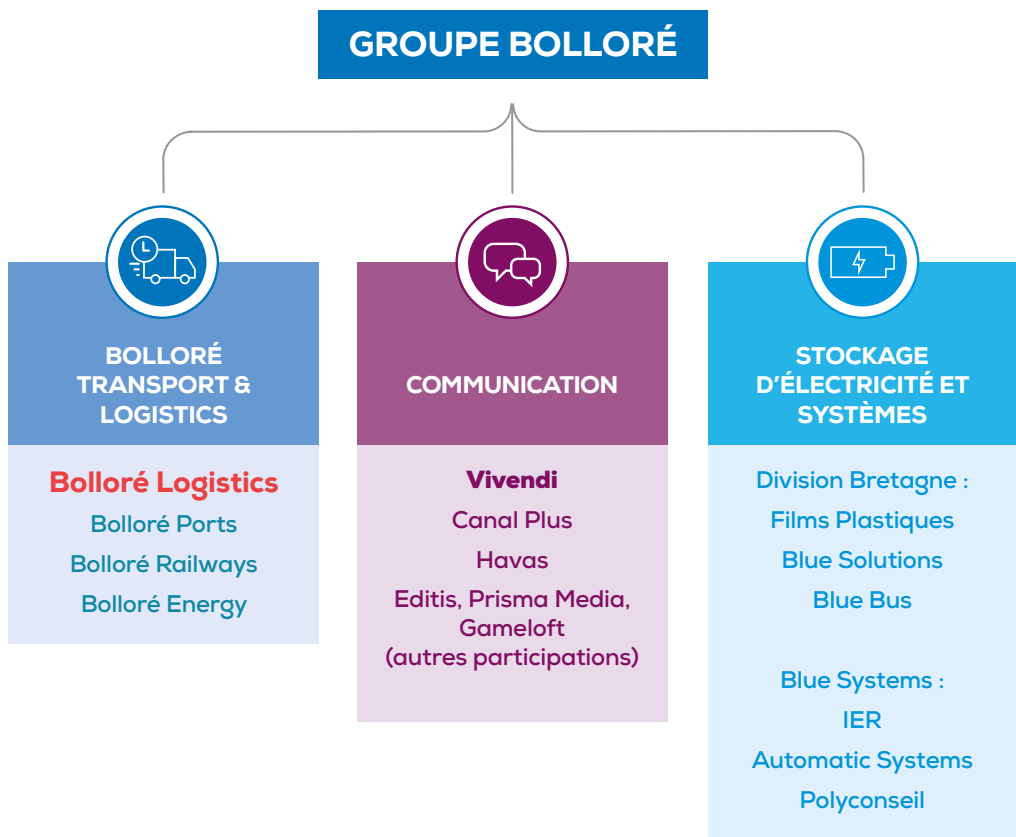 GROUPE BOLLORÉ
BOLLORÉ
TRANSPORT &
LOGISTICS
Bolloré Logistics
Bolloré Ports
Bolloré Railways
Bolloré Energy
COMMUNICATION
Vivendi
Canal Plus
Havas
Editis, Prisma Media,
Gameloft
(autres participations)
STOCKAGE
D’ÉLECTRICITÉ ET
SYSTÈMES
Division Bretagne :
Films Plastiques
Blue Solutions
Blue Bus
Blue Systems :
IER
Automatic Systems
Polyconseil